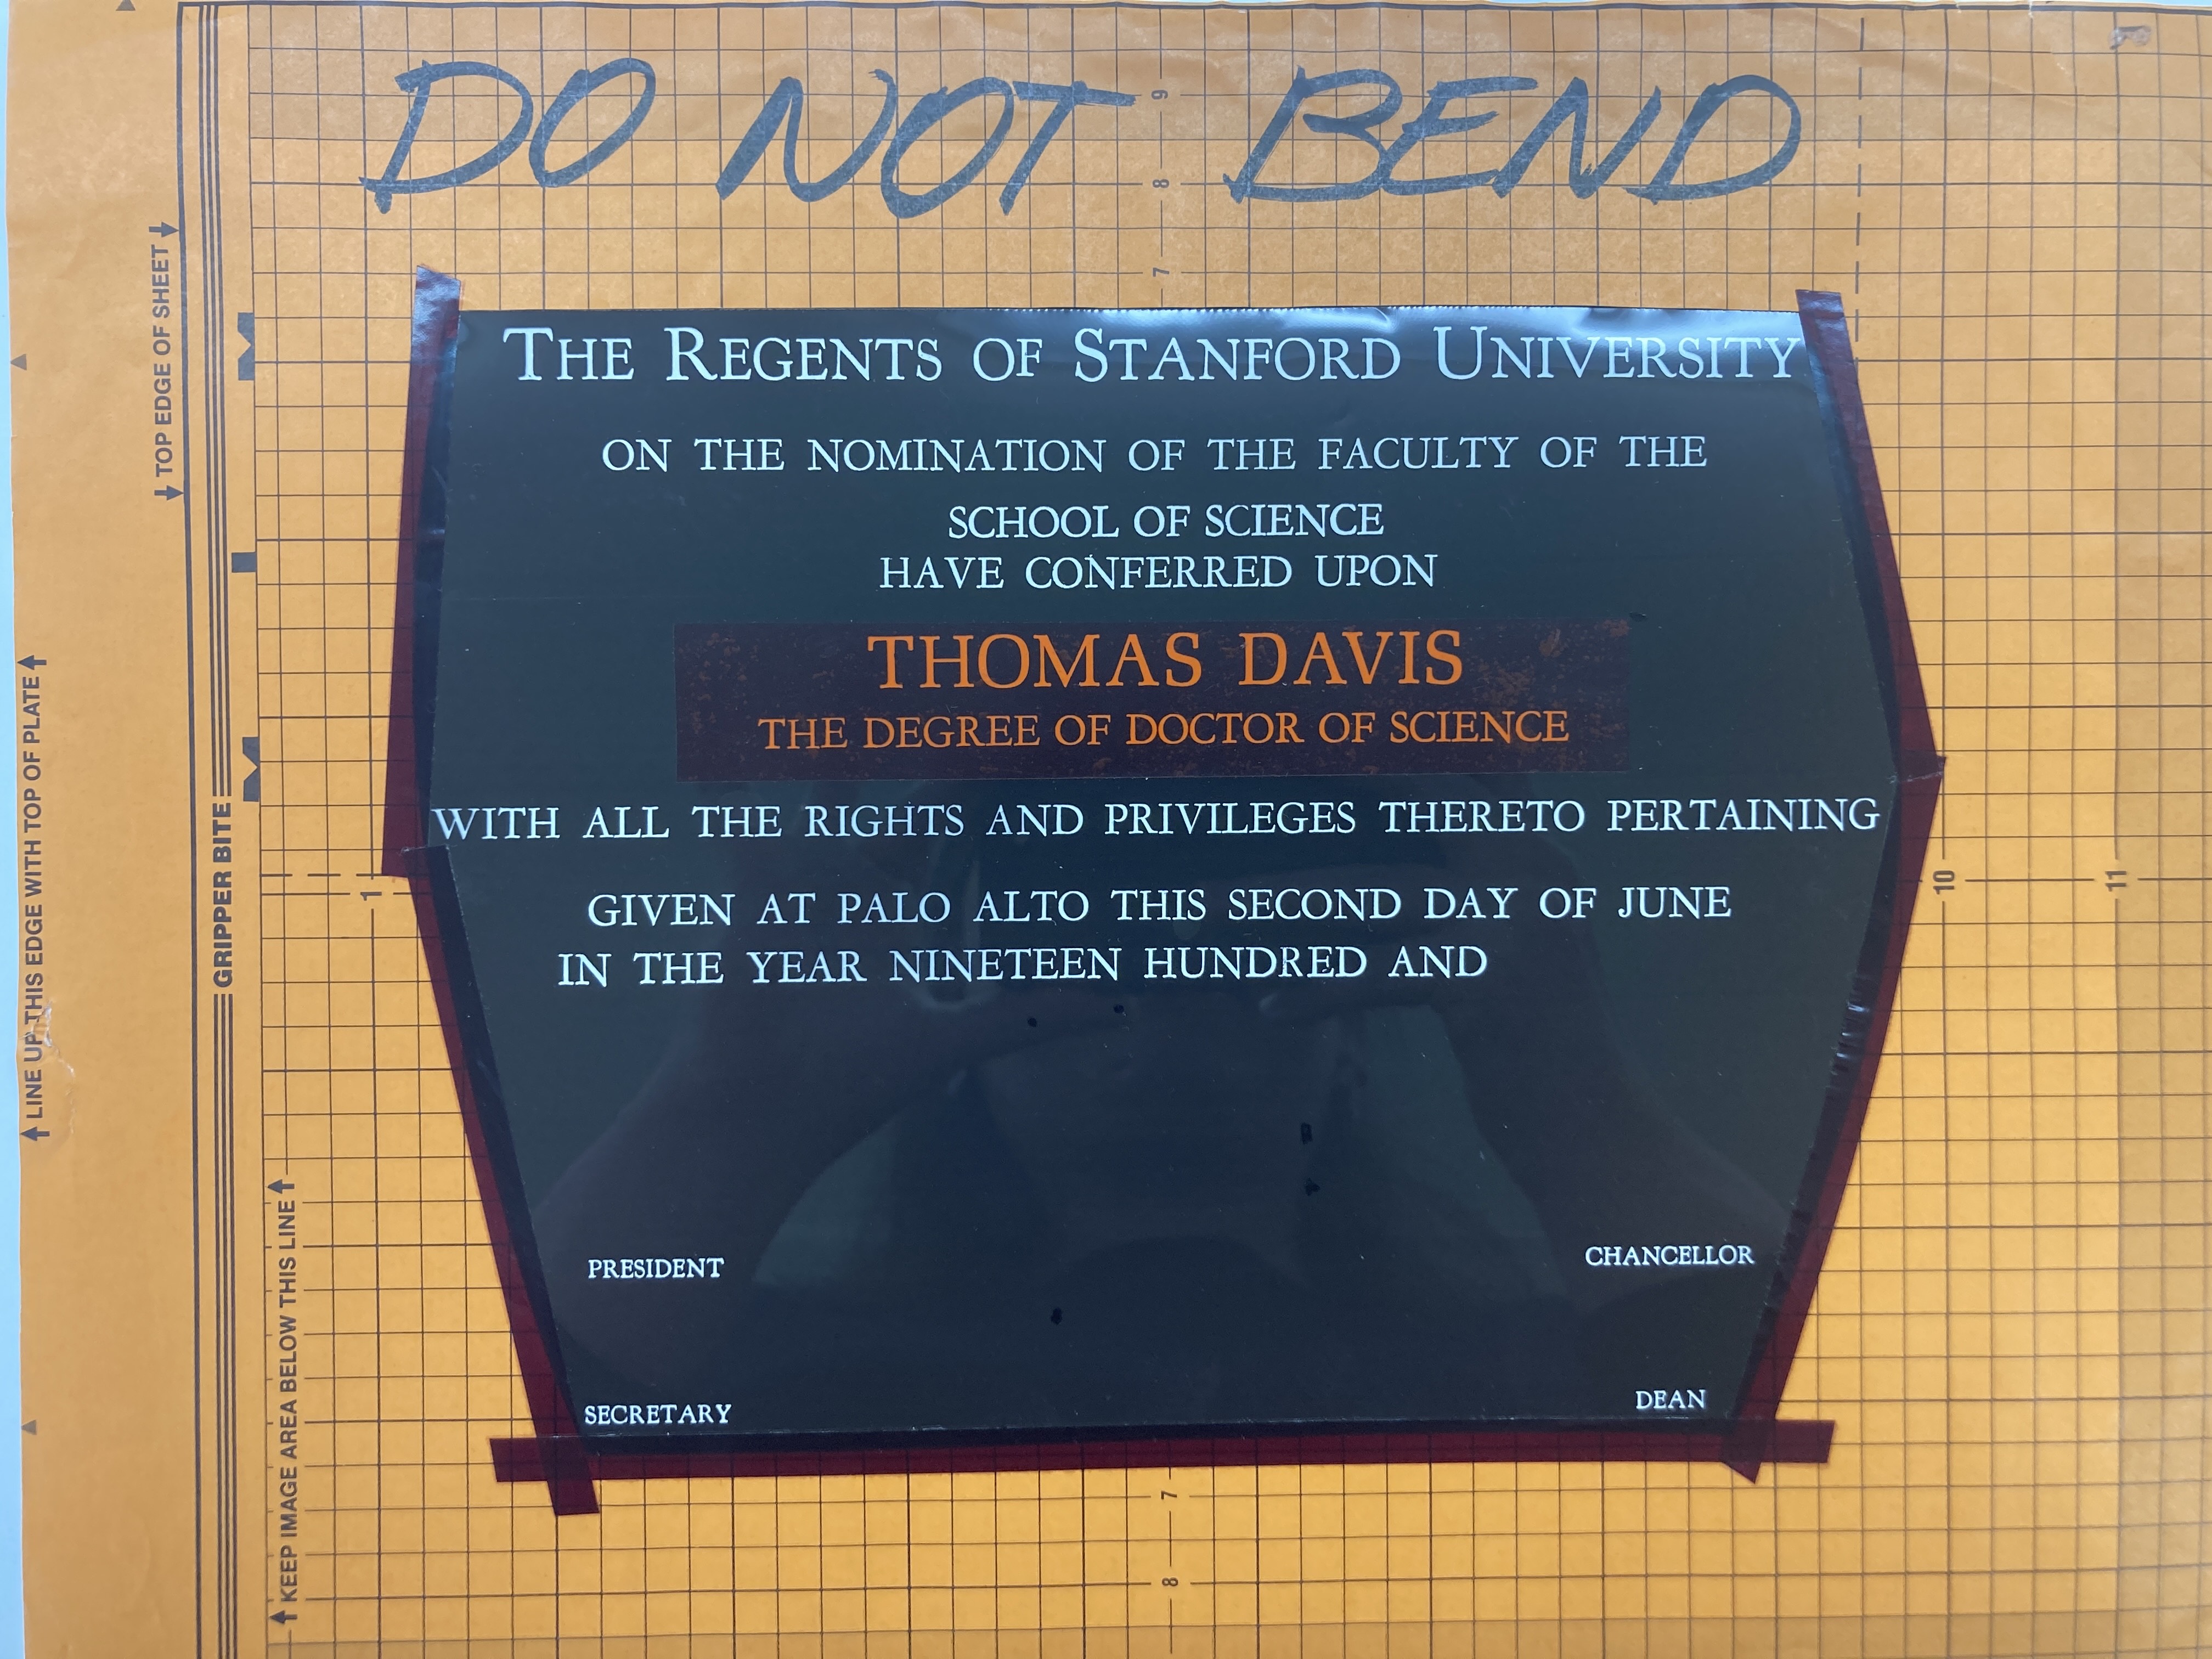 DO NOT BEND
9
8
7
TOP EDGE OF SHEET
LINE UP THIS EDGE WITH TOP OF PLATE
GRIPPER BITE
KEEP IMAGE AREA BELOW THIS LINE
THE REGENTS OF STANFORD UNIVERSITY
ON THE NOMINATION OF THE FACULTY OF THE
SCHOOL OF SCIENCE
HAVE CONFERRED UPON
THOMAS DAVIS
THE DEGREE OF DOCTOR OF SCIENCE
WITH ALL THE RIGHTS AND PRIVILEGES THERETO PERTAINING
1
10
11
GIVEN AT PALO ALTO THIS SECOND DAY OF JUNE
IN THE YEAR NINETEEN HUNDRED AND
PRESIDENT
CHANCELLOR
SECRETARY
DEAN
7
8